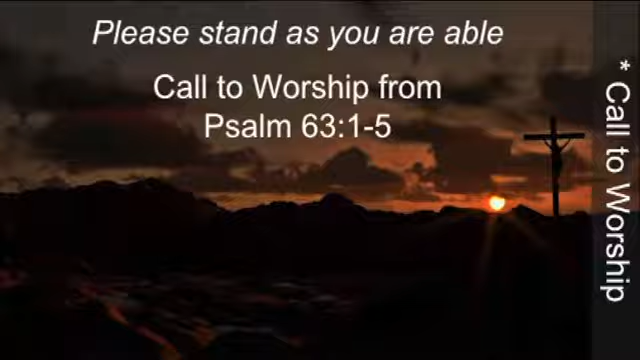 Please stand as you are able
Call to Worship from
Psalm 63:1-5
* Call to Worship